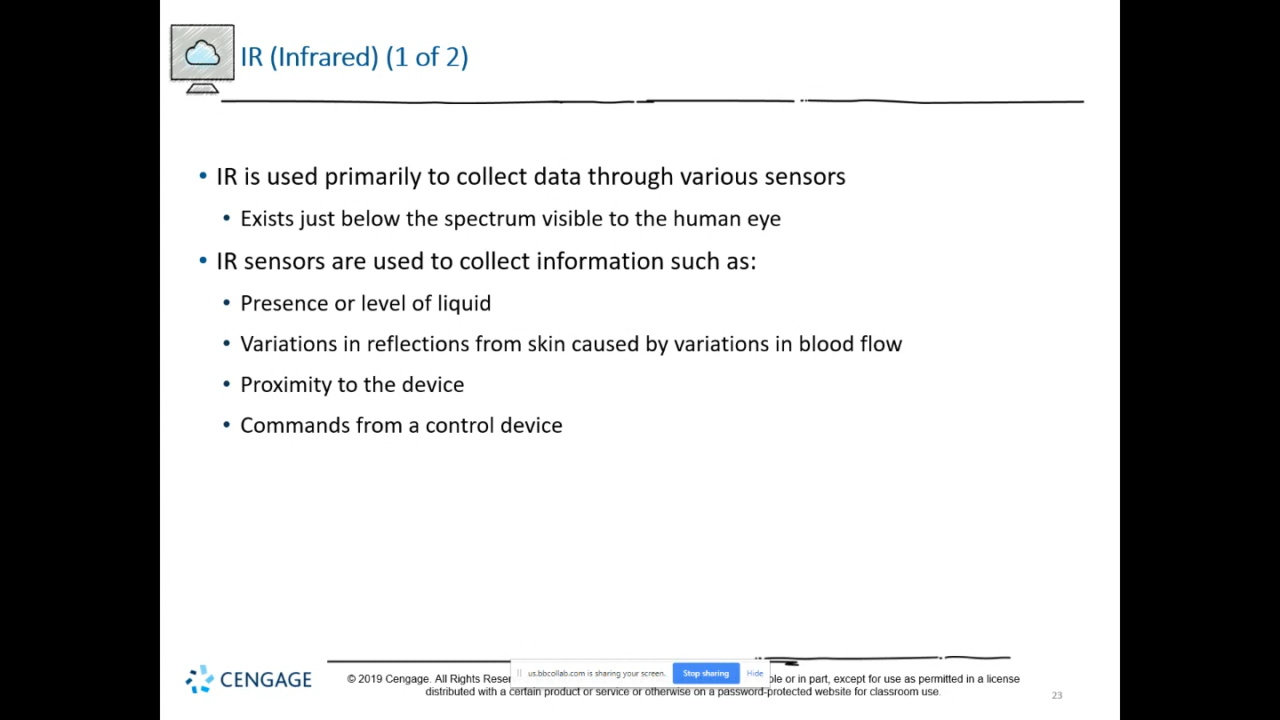 IR (Infrared) (1 of 2)
• IR is used primarily to collect data through various sensors
• Exists just below the spectrum visible to the human eye
• IR sensors are used to collect information such as:
• Presence or level of liquid
• Variations in reflections from skin caused by variations in blood flow
• Proximity to the device
• Commands from a control device
CENGAGE
© 2019 Cengage. All Rights Rese
us.bbcollab.com is sharing your screen.
Stop sharing
Hide
ble or in part, except for use as permitted in a license
distributed with a certain product or service or otherwise on a password-protected website for classroom use.
23